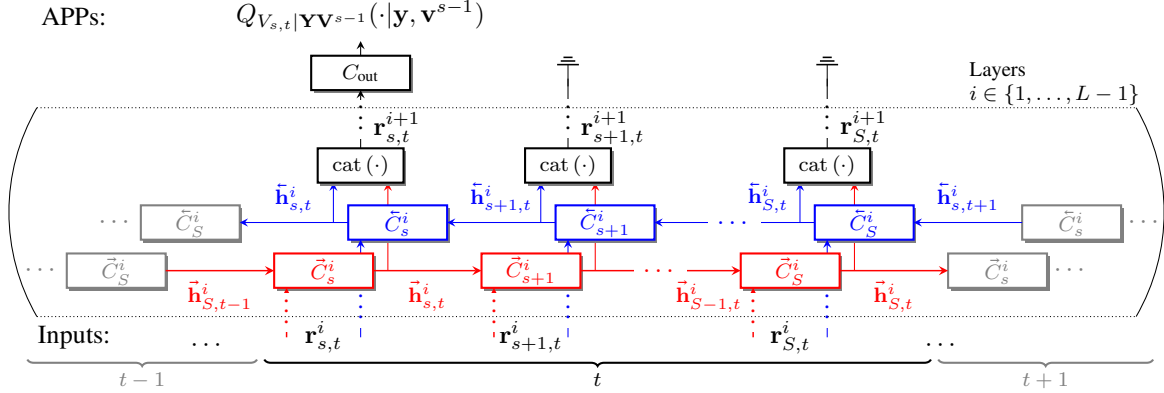 APPs: Q_{V_{s,t}|YV^{s-1}}(·|y, v^{s-1})
C_out
Layers
i ∈ {1, . . . , L − 1}
r^{i+1}_{s,t} r^{i+1}_{s+1,t} r^{i+1}_{S,t}
cat (·) cat (·) cat (·)
h⃖^i_{s,t} h⃖^i_{s+1,t} h⃖^i_{S,t} h⃖^i_{s,t+1}
· · · C⃖^i_S C⃖^i_s C⃖^i_{s+1} · · · C⃖^i_S C⃖^i_s · · ·
· · · C⃗^i_S C⃗^i_s C⃗^i_{s+1} · · · C⃗^i_S C⃗^i_s · · ·
h⃗^i_{S,t−1} h⃗^i_{s,t} h⃗^i_{S−1,t} h⃗^i_{S,t}
Inputs: . . . r^i_{s,t} r^i_{s+1,t} r^i_{S,t} . . .
t − 1 t t + 1